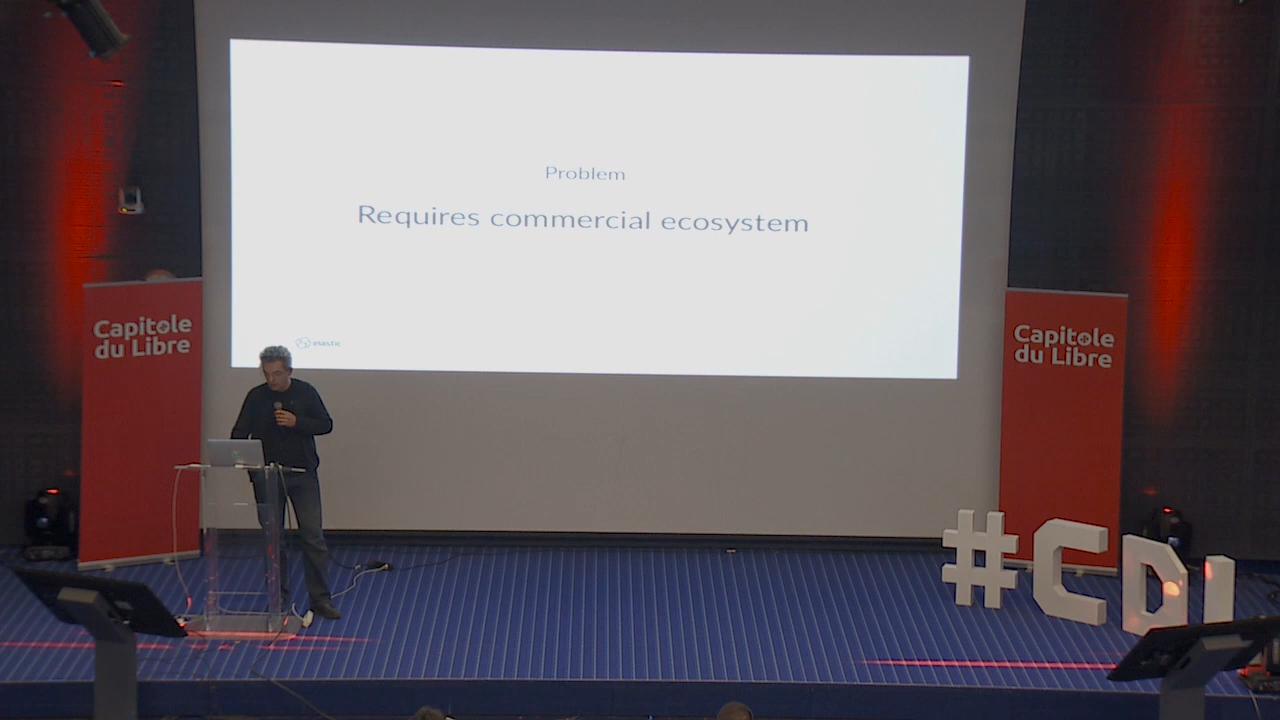 Problem
Requires commercial ecosystem
elastic
Capitole
du Libre
Capitole
du Libre
#CDL